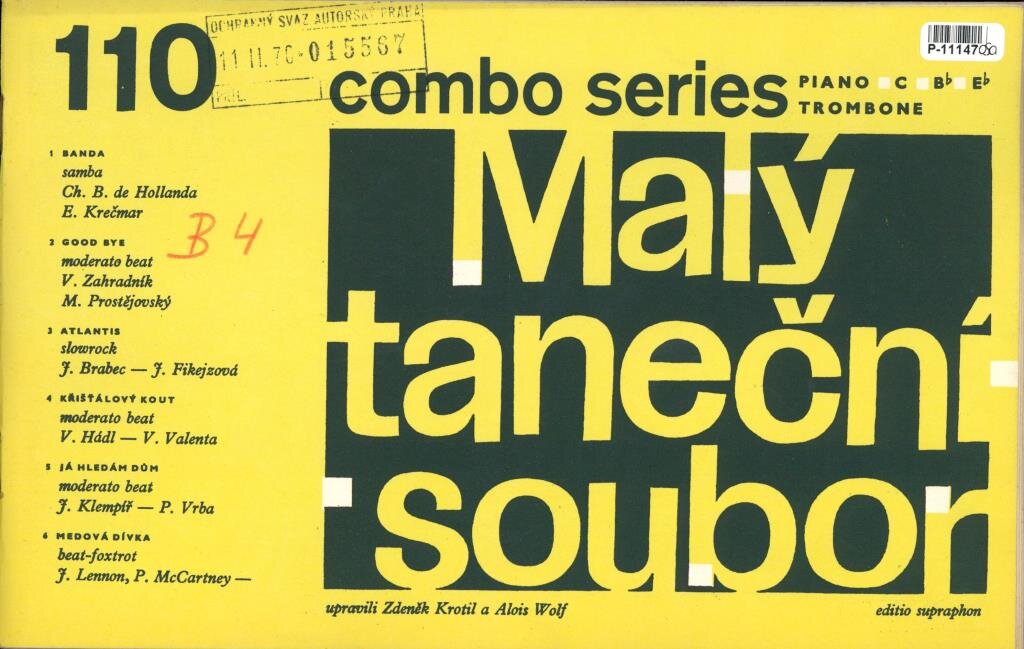 110
OCHRANNÝ SVAZ AUTORSKÝ PRAHA
11 II. 70 - 015567
PŘÍL.
P-11147
combo series
PIANO C B♭ E♭
TROMBONE
1 BANDA
samba
Ch. B. de Hollanda
E. Krečmar
B 4
2 GOOD BYE
moderato beat
V. Zahradník
M. Prostějovský
3 ATLANTIS
slowrock
J. Brabec — J. Fikejzová
4 KŘIŠŤÁLOVÝ KOUT
moderato beat
V. Hádl — V. Valenta
5 JÁ HLEDÁM DŮM
moderato beat
J. Klempíř — P. Vrba
6 MEDOVÁ DÍVKA
beat-foxtrot
J. Lennon, P. McCartney —
Malý
taneční
soubor
upravili Zdeněk Krotil a Alois Wolf
editio supraphon